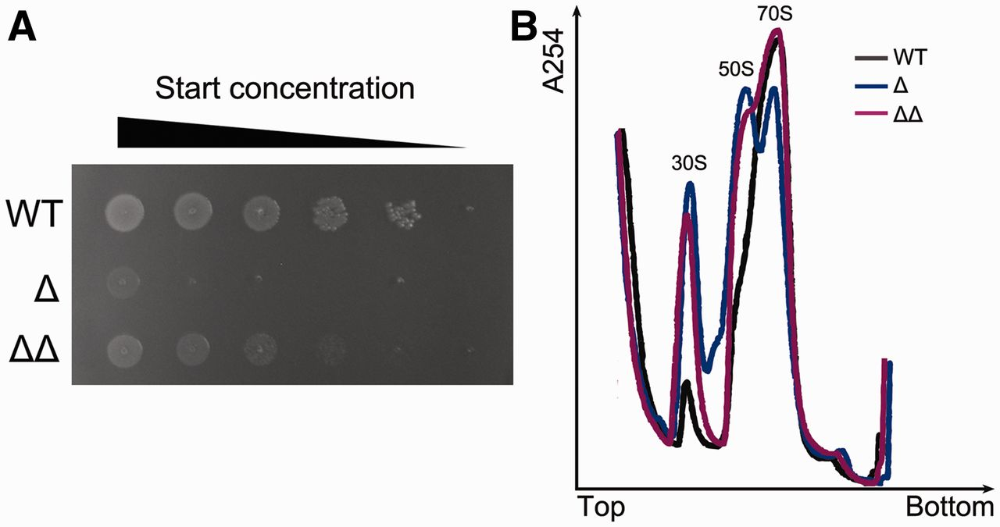 A
Start concentration
WT
Δ
ΔΔ
B
A254
70S
50S
30S
WT
Δ
ΔΔ
Top
Bottom